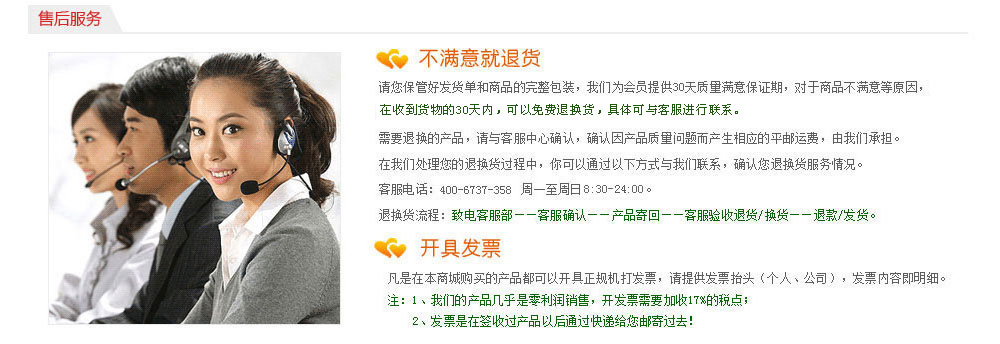 售后服务
不满意就退货
请您保管好发货单和商品的完整包装，我们为会员提供30天质量满意保证期，对于商品不满意等原因，
在收到货物的30天内，可以免费退换货，具体可与客服进行联系。
需要退换的产品，请与客服中心确认，确认因产品质量问题而产生相应的平邮运费，由我们承担。
在我们处理您的退换货过程中，你可以通过以下方式与我们联系，确认您退换货服务情况。
客服电话：400-6737-358 周一至周日8:30-24:00。
退换货流程：致电客服部——客服确认——产品寄回——客服验收退货/换货——退款/发货。
开具发票
凡是在本商城购买的产品都可以开具正规机打发票，请提供发票抬头（个人、公司），发票内容即明细。
注：1、我们的产品几乎是零利润销售，开发票需要加收17%的税点；
2、发票是在签收过产品以后通过快递给您邮寄过去！